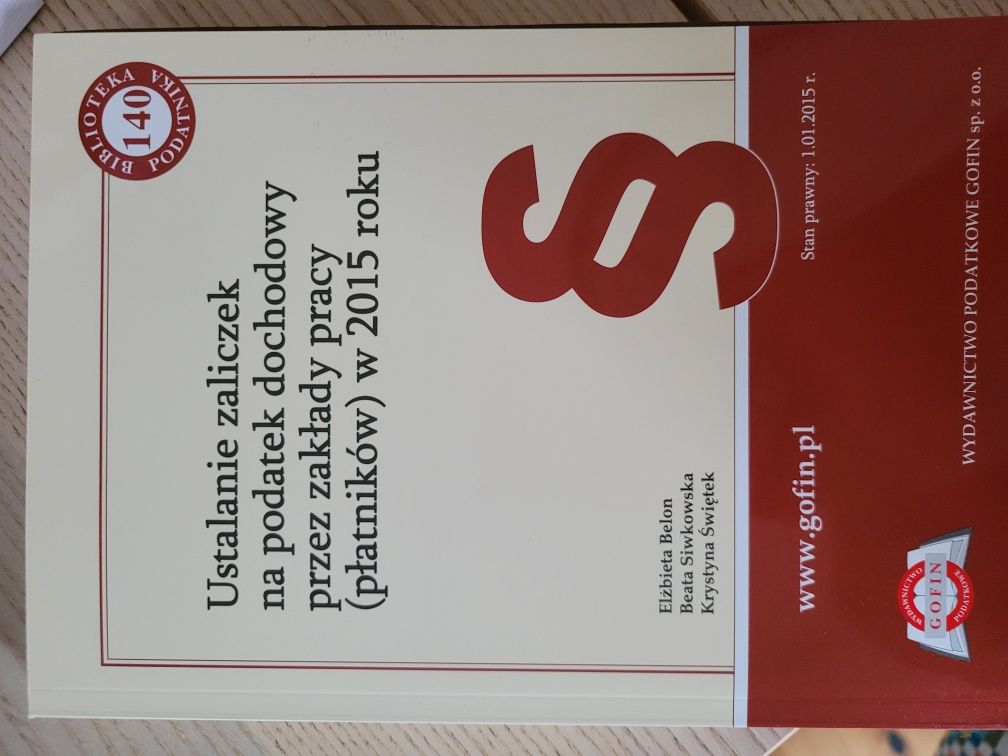 BIBLIOTEKA
140
PODATNIKA
Ustalanie zaliczek
na podatek dochodowy
przez zakłady pracy
(płatników) w 2015 roku
§
Elżbieta Belon
Beata Siwkowska
Krystyna Świętek
www.gofin.pl
Stan prawny: 1.01.2015 r.
WYDAWNICTWO
GOFIN
PODATKOWE
WYDAWNICTWO PODATKOWE GOFIN sp. z o.o.